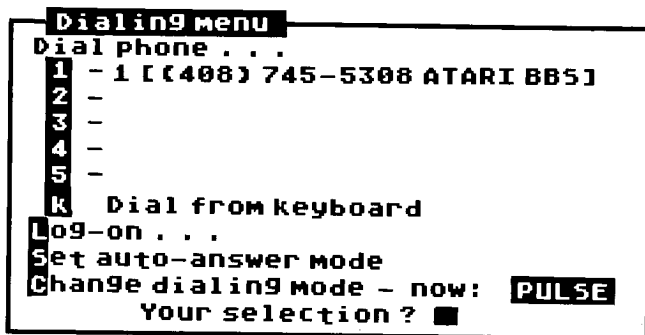 Dialing menu
Dial phone . . .
1 - 1 [(408) 745-5308 ATARI BBS]
2 -
3 -
4 -
5 -
K Dial from keyboard
Log-on . . .
Set auto-answer mode
Change dialing mode - now: PULSE
Your selection ?